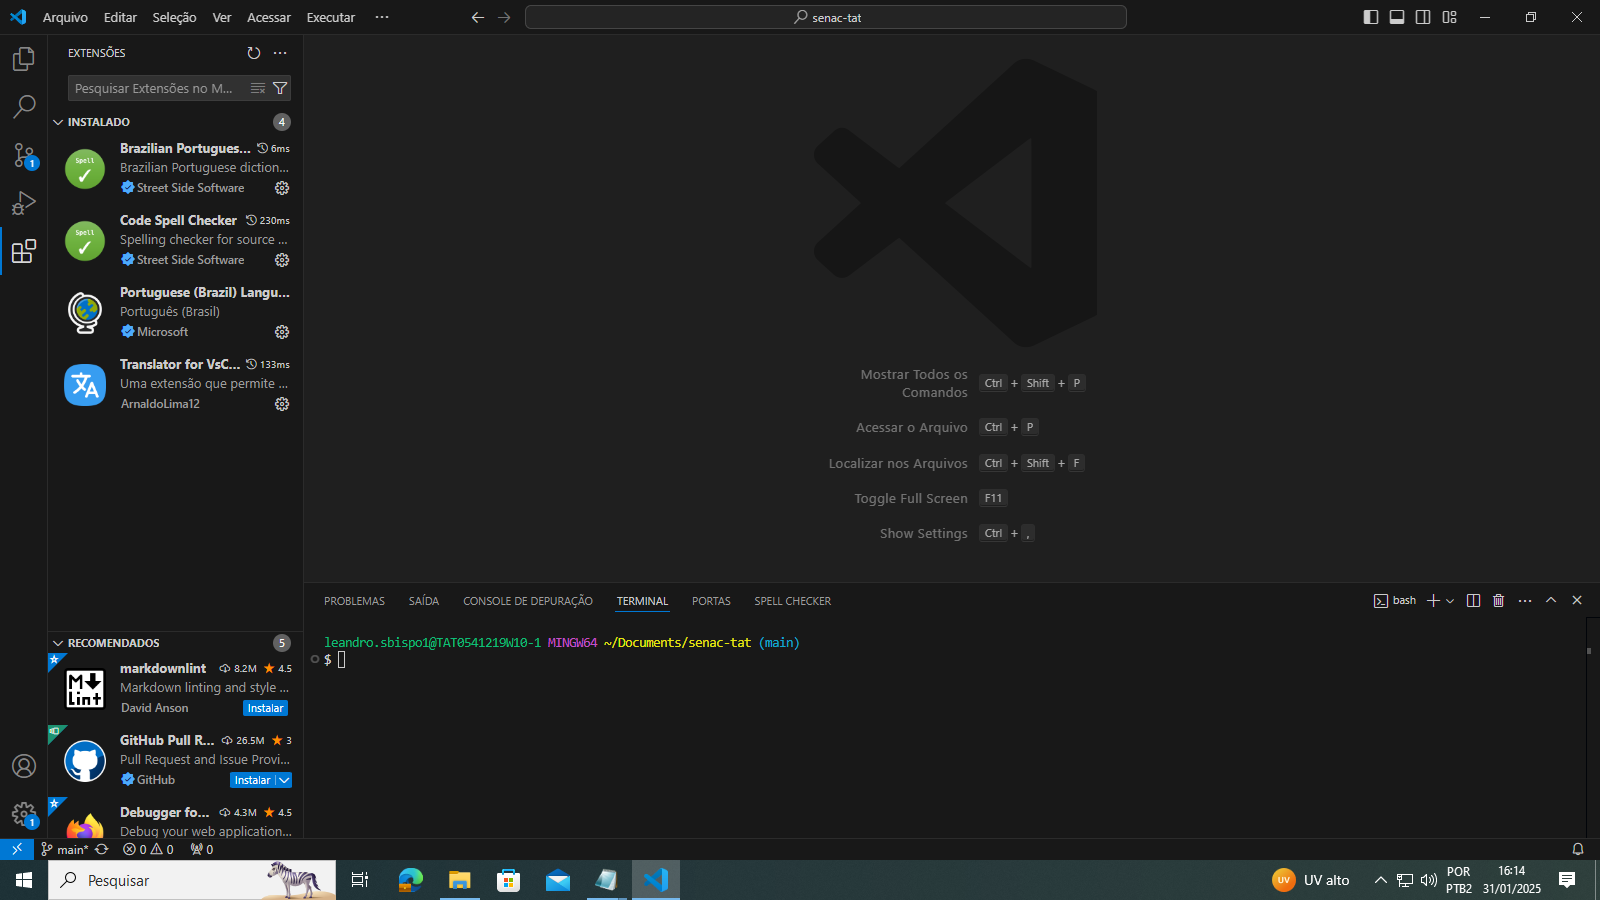 Arquivo Editar Seleção Ver Acessar Executar ··· senac-tat
EXTENSÕES
Pesquisar Extensões no M...
INSTALADO 4
Brazilian Portugues... 6ms
Brazilian Portuguese diction...
Street Side Software
Code Spell Checker 230ms
Spelling checker for source ...
Street Side Software
Portuguese (Brazil) Langu...
Português (Brasil)
Microsoft
Translator for VsC... 133ms
Uma extensão que permite ...
ArnaldoLima12
RECOMENDADOS 5
markdownlint 8.2M 4.5
Markdown linting and style ...
David Anson Instalar
GitHub Pull R... 26.5M 3
Pull Request and Issue Provi...
GitHub Instalar
Debugger fo... 4.3M 4.5
Debug your web application...
Spell
Spell
M
Lint
1
1
Mostrar Todos os
Comandos Ctrl + Shift + P
Acessar o Arquivo Ctrl + P
Localizar nos Arquivos Ctrl + Shift + F
Toggle Full Screen F11
Show Settings Ctrl + ,
PROBLEMAS SAÍDA CONSOLE DE DEPURAÇÃO TERMINAL PORTAS SPELL CHECKER bash
leandro.sbispo1@TAT0541219W10-1 MINGW64 ~/Documents/senac-tat (main)
$
main* 0 0 0
Pesquisar UV UV alto POR 16:14
PTB2 31/01/2025